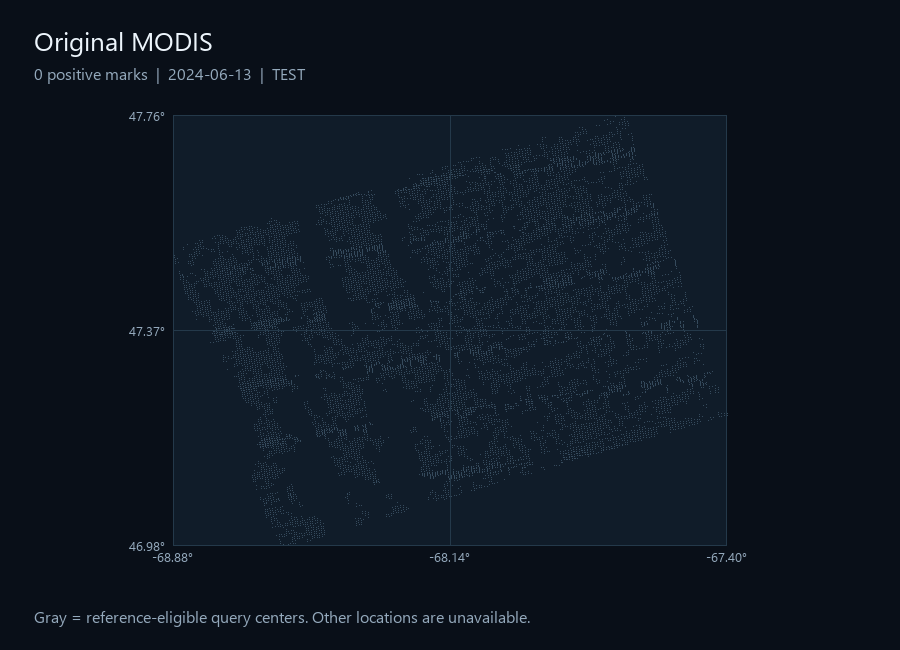 Original MODIS
0 positive marks | 2024-06-13 | TEST
47.76°
47.37°
46.98°
-68.88° -68.14° -67.40°
Gray = reference-eligible query centers. Other locations are unavailable.